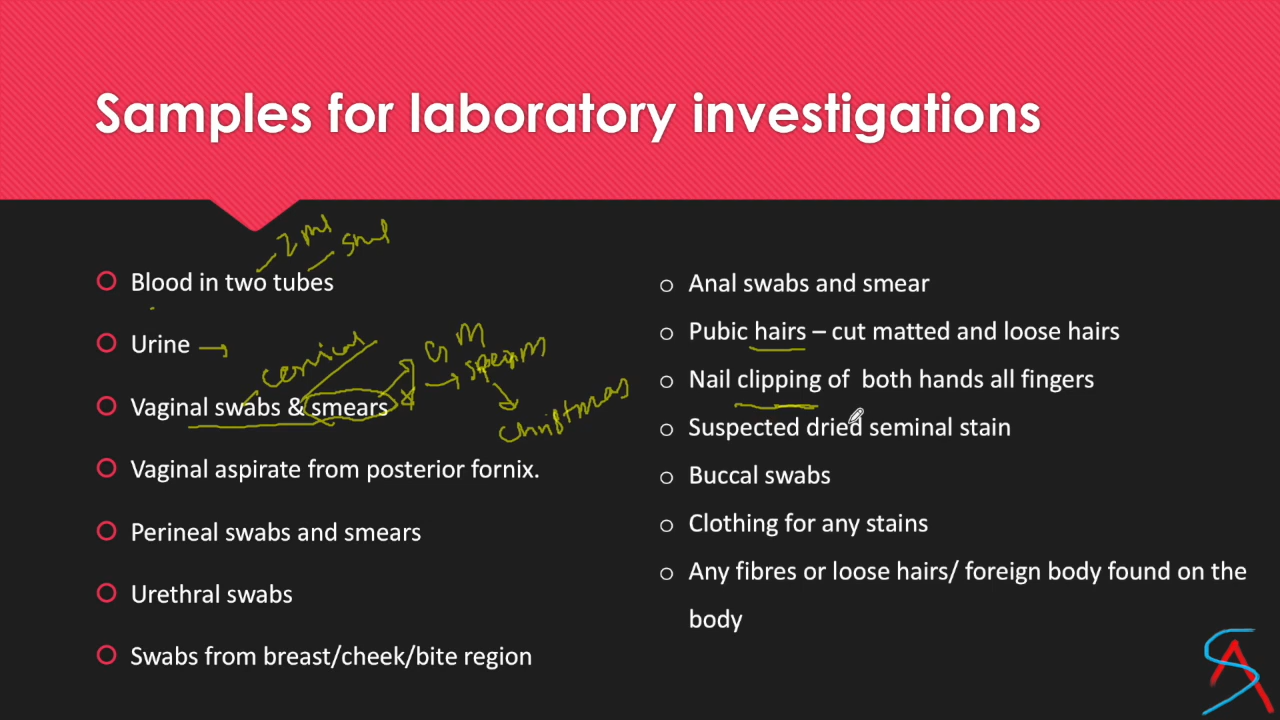 Samples for laboratory investigations
2 ml
5ml
Blood in two tubes
Urine
cervical
GM
sperm
christmas
Vaginal swabs & smears
Vaginal aspirate from posterior fornix.
Perineal swabs and smears
Urethral swabs
Swabs from breast/cheek/bite region
Anal swabs and smear
Pubic hairs – cut matted and loose hairs
Nail clipping of both hands all fingers
Suspected dried seminal stain
Buccal swabs
Clothing for any stains
Any fibres or loose hairs/ foreign body found on the
body
SA